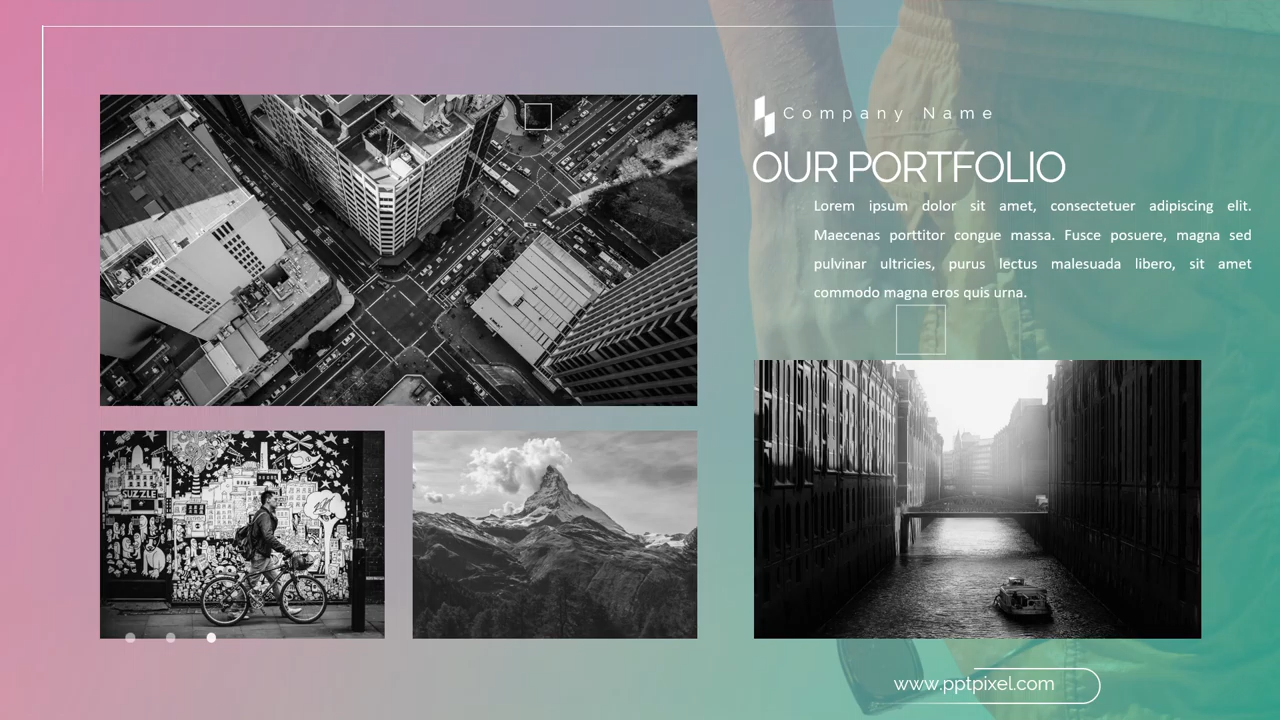 Company Name
OUR PORTFOLIO
Lorem ipsum dolor sit amet, consectetuer adipiscing elit.
Maecenas porttitor congue massa. Fusce posuere, magna sed
pulvinar ultricies, purus lectus malesuada libero, sit amet
commodo magna eros quis urna.
SUZZLE
www.pptpixel.com